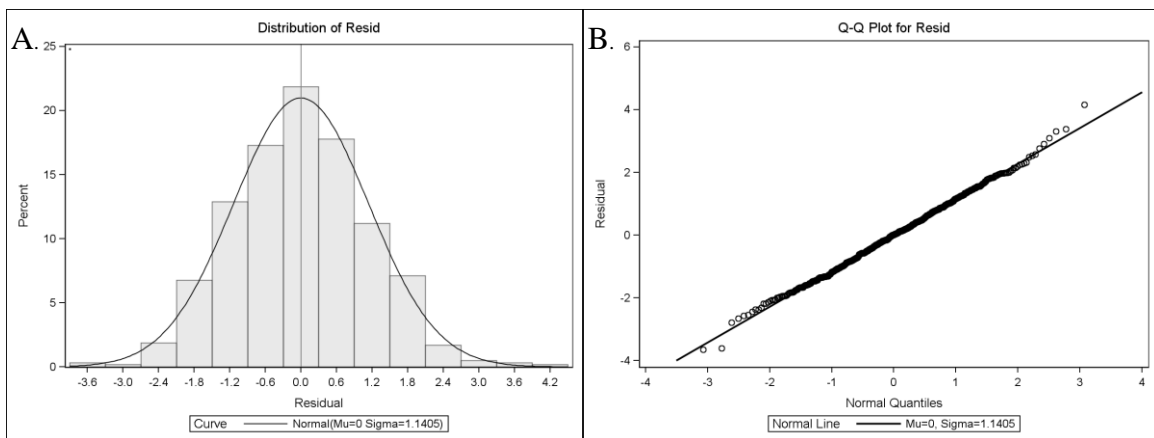 A.
Distribution of Resid
25
20
15
10
5
0
Percent
-3.6 -3.0 -2.4 -1.8 -1.2 -0.6 0.0 0.6 1.2 1.8 2.4 3.0 3.6 4.2
Residual
Curve Normal(Mu=0 Sigma=1.1405)
B.
Q-Q Plot for Resid
6
4
2
0
-2
-4
Residual
-4 -3 -2 -1 0 1 2 3 4
Normal Quantiles
Normal Line Mu=0, Sigma=1.1405